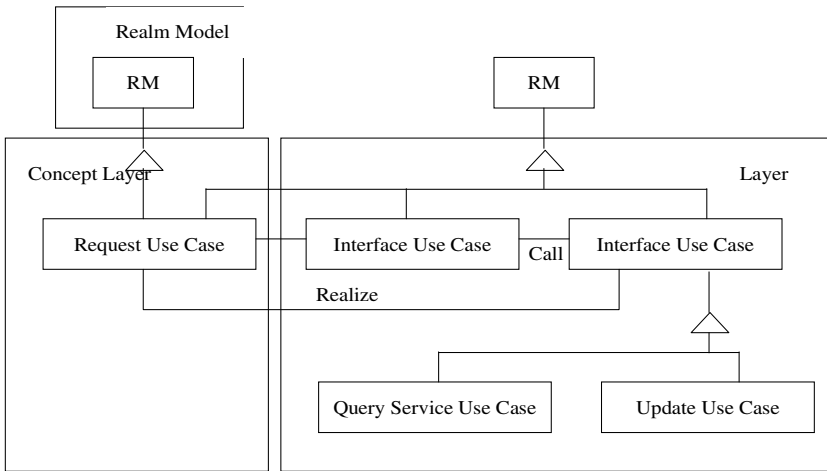 Realm Model
RM
RM
Concept Layer
Layer
Request Use Case
Interface Use Case
Interface Use Case
Call
Realize
Query Service Use Case
Update Use Case